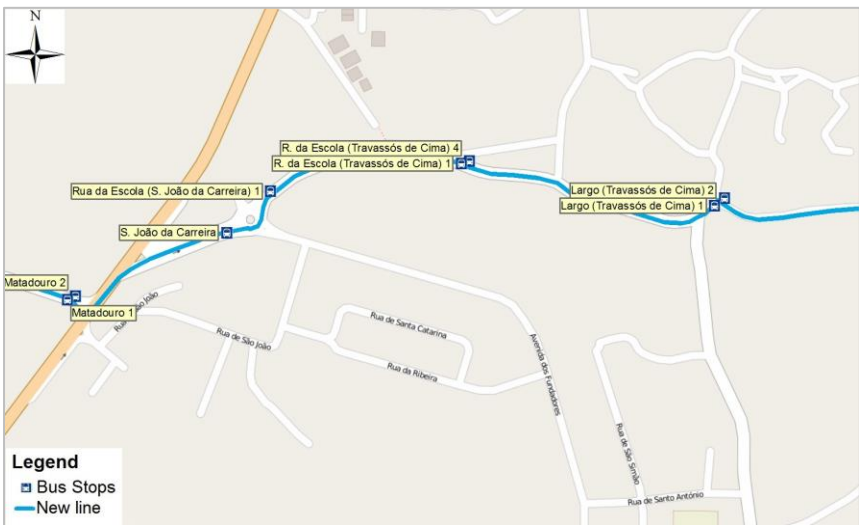 N
R. da Escola (Travassós de Cima) 4
R. da Escola (Travassós de Cima) 1
Rua da Escola (S. João da Carreira) 1
Largo (Travassós de Cima) 2
Largo (Travassós de Cima) 1
S. João da Carreira
Matadouro 2
Matadouro 1
Rua João
Rua de São João
Rua de Santa Catarina
Rua da Ribeira
Avenida dos Fundadores
Rua de São Simão
Rua de Santo António
Legend
Bus Stops
New line